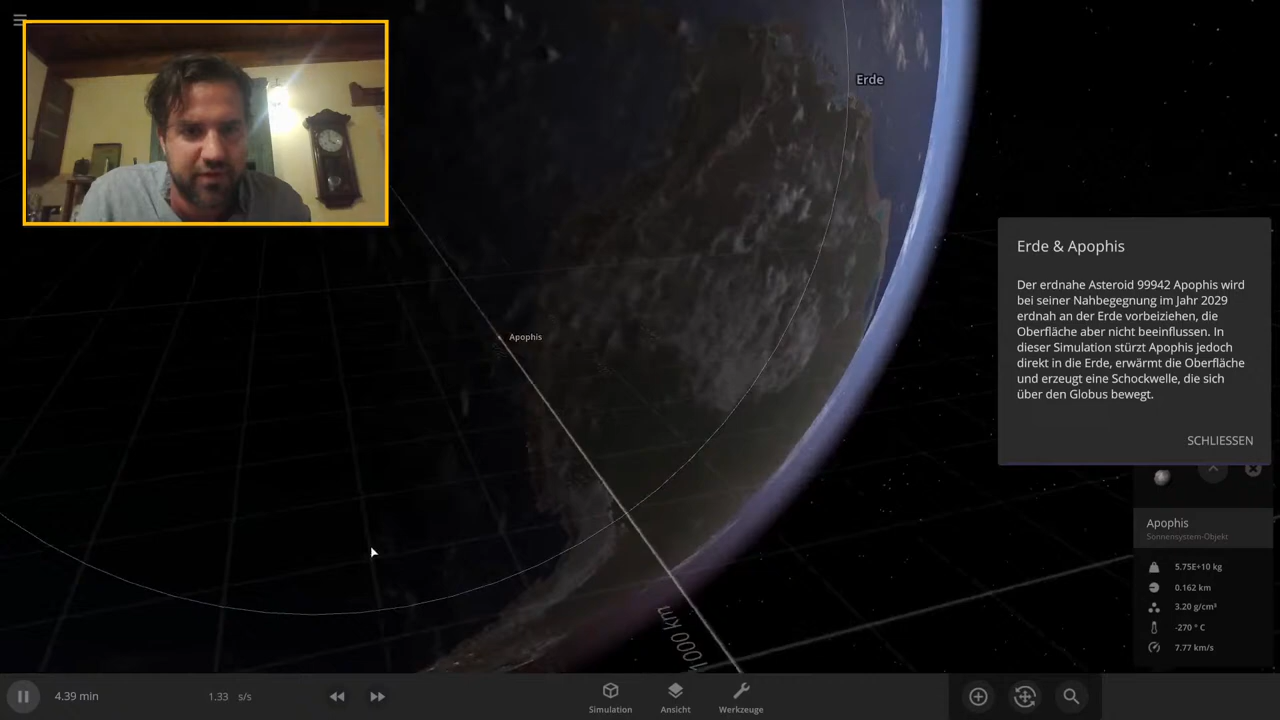 Erde
Apophis
1000 km
Erde & Apophis
Der erdnahe Asteroid 99942 Apophis wird
bei seiner Nahbegegnung im Jahr 2029
erdnah an der Erde vorbeiziehen, die
Oberfläche aber nicht beeinflussen. In
dieser Simulation stürzt Apophis jedoch
direkt in die Erde, erwärmt die Oberfläche
und erzeugt eine Schockwelle, die sich
über den Globus bewegt.
SCHLIESSEN
Apophis
Sonnensystem-Objekt
5.75E+10 kg
0.162 km
3.20 g/cm³
-270 ° C
7.77 km/s
4.39 min
1.33 s/s
Simulation
Ansicht
Werkzeuge